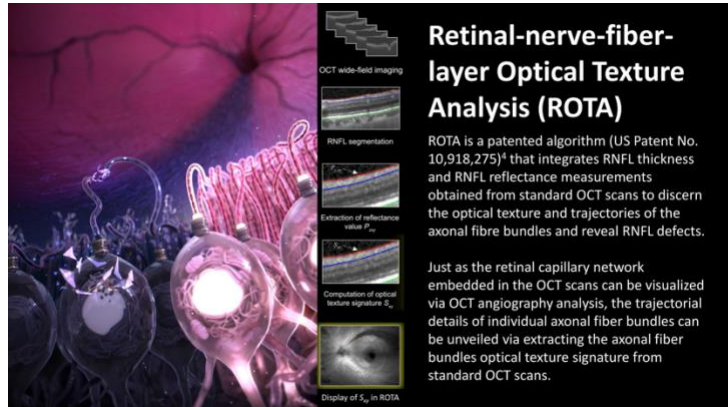 OCT wide-field imaging
RNFL segmentation
Extraction of reflectance
value Pxy
Computation of optical
texture signature Sxy
Display of Sxy in ROTA
Retinal-nerve-fiber-
layer Optical Texture
Analysis (ROTA)
ROTA is a patented algorithm (US Patent No.
10,918,275)⁴ that integrates RNFL thickness
and RNFL reflectance measurements
obtained from standard OCT scans to discern
the optical texture and trajectories of the
axonal fibre bundles and reveal RNFL defects.
Just as the retinal capillary network
embedded in the OCT scans can be visualized
via OCT angiography analysis, the trajectorial
details of individual axonal fiber bundles can
be unveiled via extracting the axonal fiber
bundles optical texture signature from
standard OCT scans.